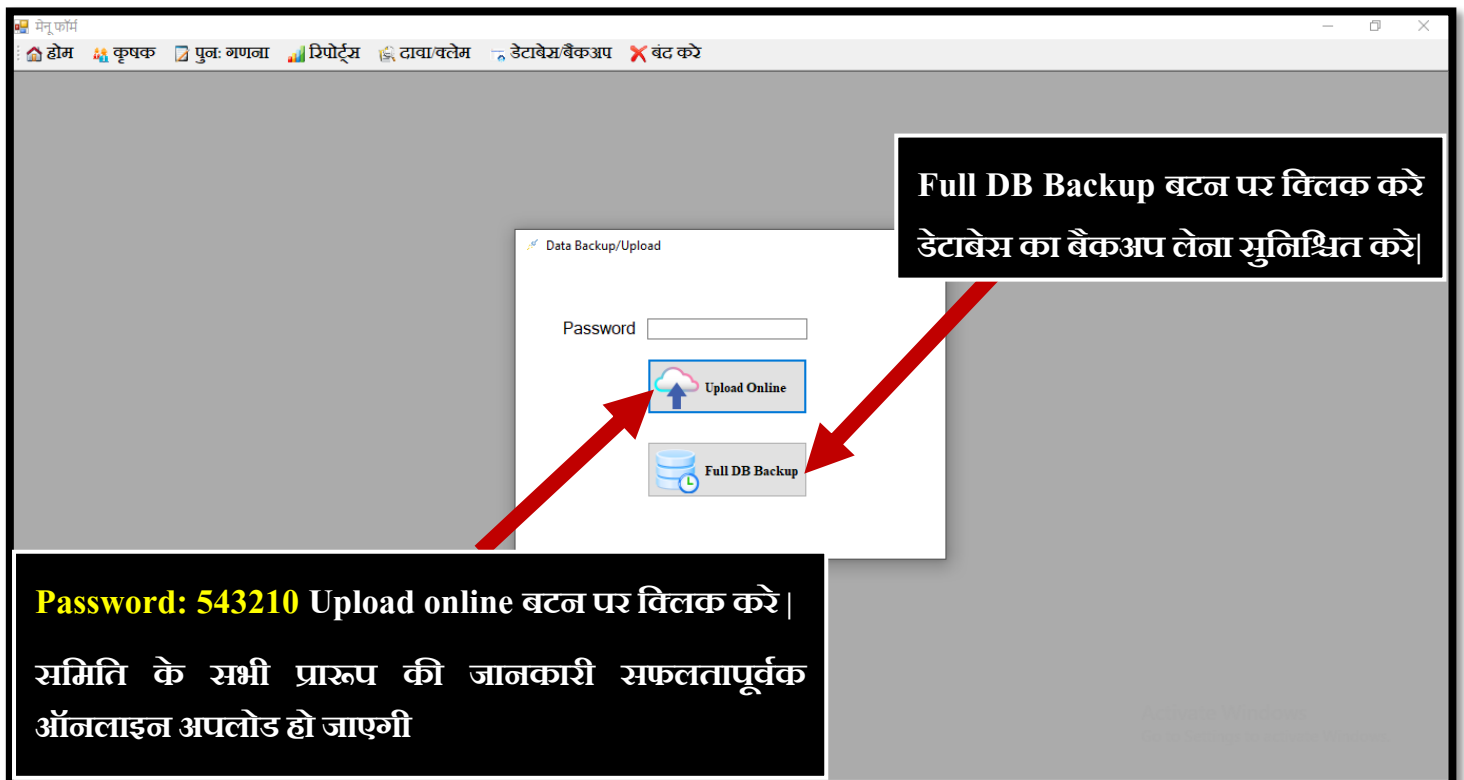 मेनू फॉर्म
होम कृषक पुन: गणना रिपोर्ट्स दावा/क्लेम डेटाबेस/बैकअप बंद करे
Full DB Backup बटन पर क्लिक करे
डेटाबेस का बैकअप लेना सुनिश्चित करे|
Data Backup/Upload
Password
Upload Online
Full DB Backup
Password: 543210 Upload online बटन पर क्लिक करे |
समिति के सभी प्रारूप की जानकारी सफलतापूर्वक
ऑनलाइन अपलोड हो जाएगी